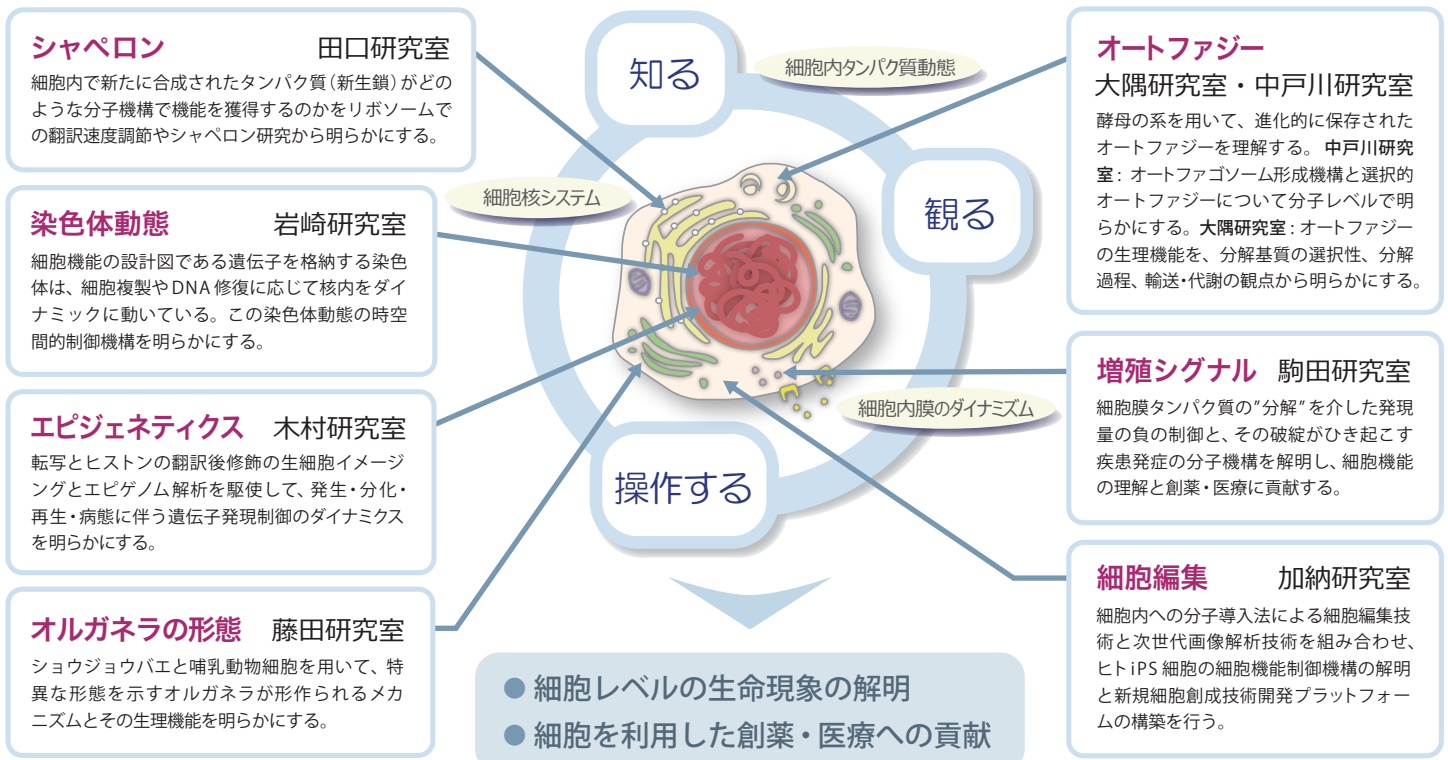 シャペロン 田口研究室
細胞内で新たに合成されたタンパク質(新生鎖)がどの
ような分子機構で機能を獲得するのかをリボソームで
の翻訳速度調節やシャペロン研究から明らかにする。
染色体動態 岩崎研究室
細胞機能の設計図である遺伝子を格納する染色
体は、細胞複製やDNA修復に応じて核内をダイ
ナミックに動いている。この染色体動態の時空
間的制御機構を明らかにする。
エピジェネティクス 木村研究室
転写とヒストンの翻訳後修飾の生細胞イメージ
ングとエピゲノム解析を駆使して、発生・分化・
再生・病態に伴う遺伝子発現制御のダイナミクス
を明らかにする。
オルガネラの形態 藤田研究室
ショウジョウバエと哺乳動物細胞を用いて、特
異な形態を示すオルガネラが形作られるメカ
ニズムとその生理機能を明らかにする。
知る
細胞内タンパク質動態
細胞核システム
観る
細胞内膜のダイナミズム
操作する
● 細胞レベルの生命現象の解明
● 細胞を利用した創薬・医療への貢献
オートファジー
大隅研究室・中戸川研究室
酵母の系を用いて、進化的に保存された
オートファジーを理解する。中戸川研究
室：オートファゴソーム形成機構と選択的
オートファジーについて分子レベルで明
らかにする。大隅研究室：オートファジー
の生理機能を、分解基質の選択性、分解
過程、輸送・代謝の観点から明らかにする。
増殖シグナル 駒田研究室
細胞膜タンパク質の"分解"を介した発現
量の負の制御と、その破綻がひき起こす
疾患発症の分子機構を解明し、細胞機能
の理解と創薬・医療に貢献する。
細胞編集 加納研究室
細胞内への分子導入法による細胞編集技
術と次世代画像解析技術を組み合わせ、
ヒトiPS細胞の細胞機能制御機構の解明
と新規細胞創成技術開発プラットフォー
ムの構築を行う。